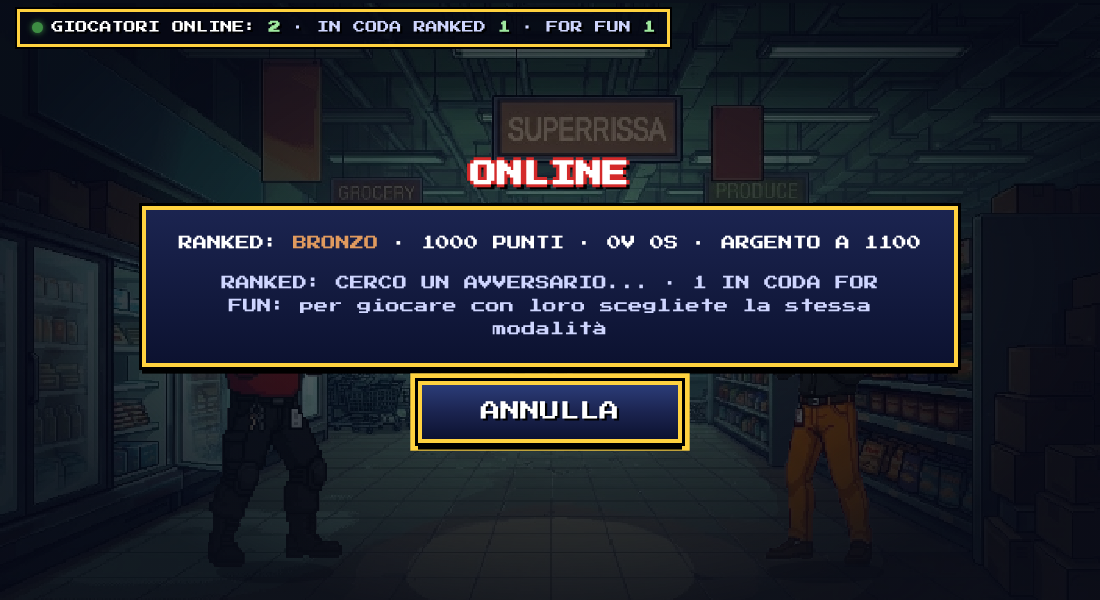 GIOCATORI ONLINE: 2 · IN CODA RANKED 1 · FOR FUN 1
SUPERRISSA
ONLINE
GROCERY
PRODUCE
RANKED: BRONZO · 1000 PUNTI · 0V 0S · ARGENTO A 1100
RANKED: CERCO UN AVVERSARIO... · 1 IN CODA FOR
FUN: per giocare con loro scegliete la stessa
modalità
ANNULLA